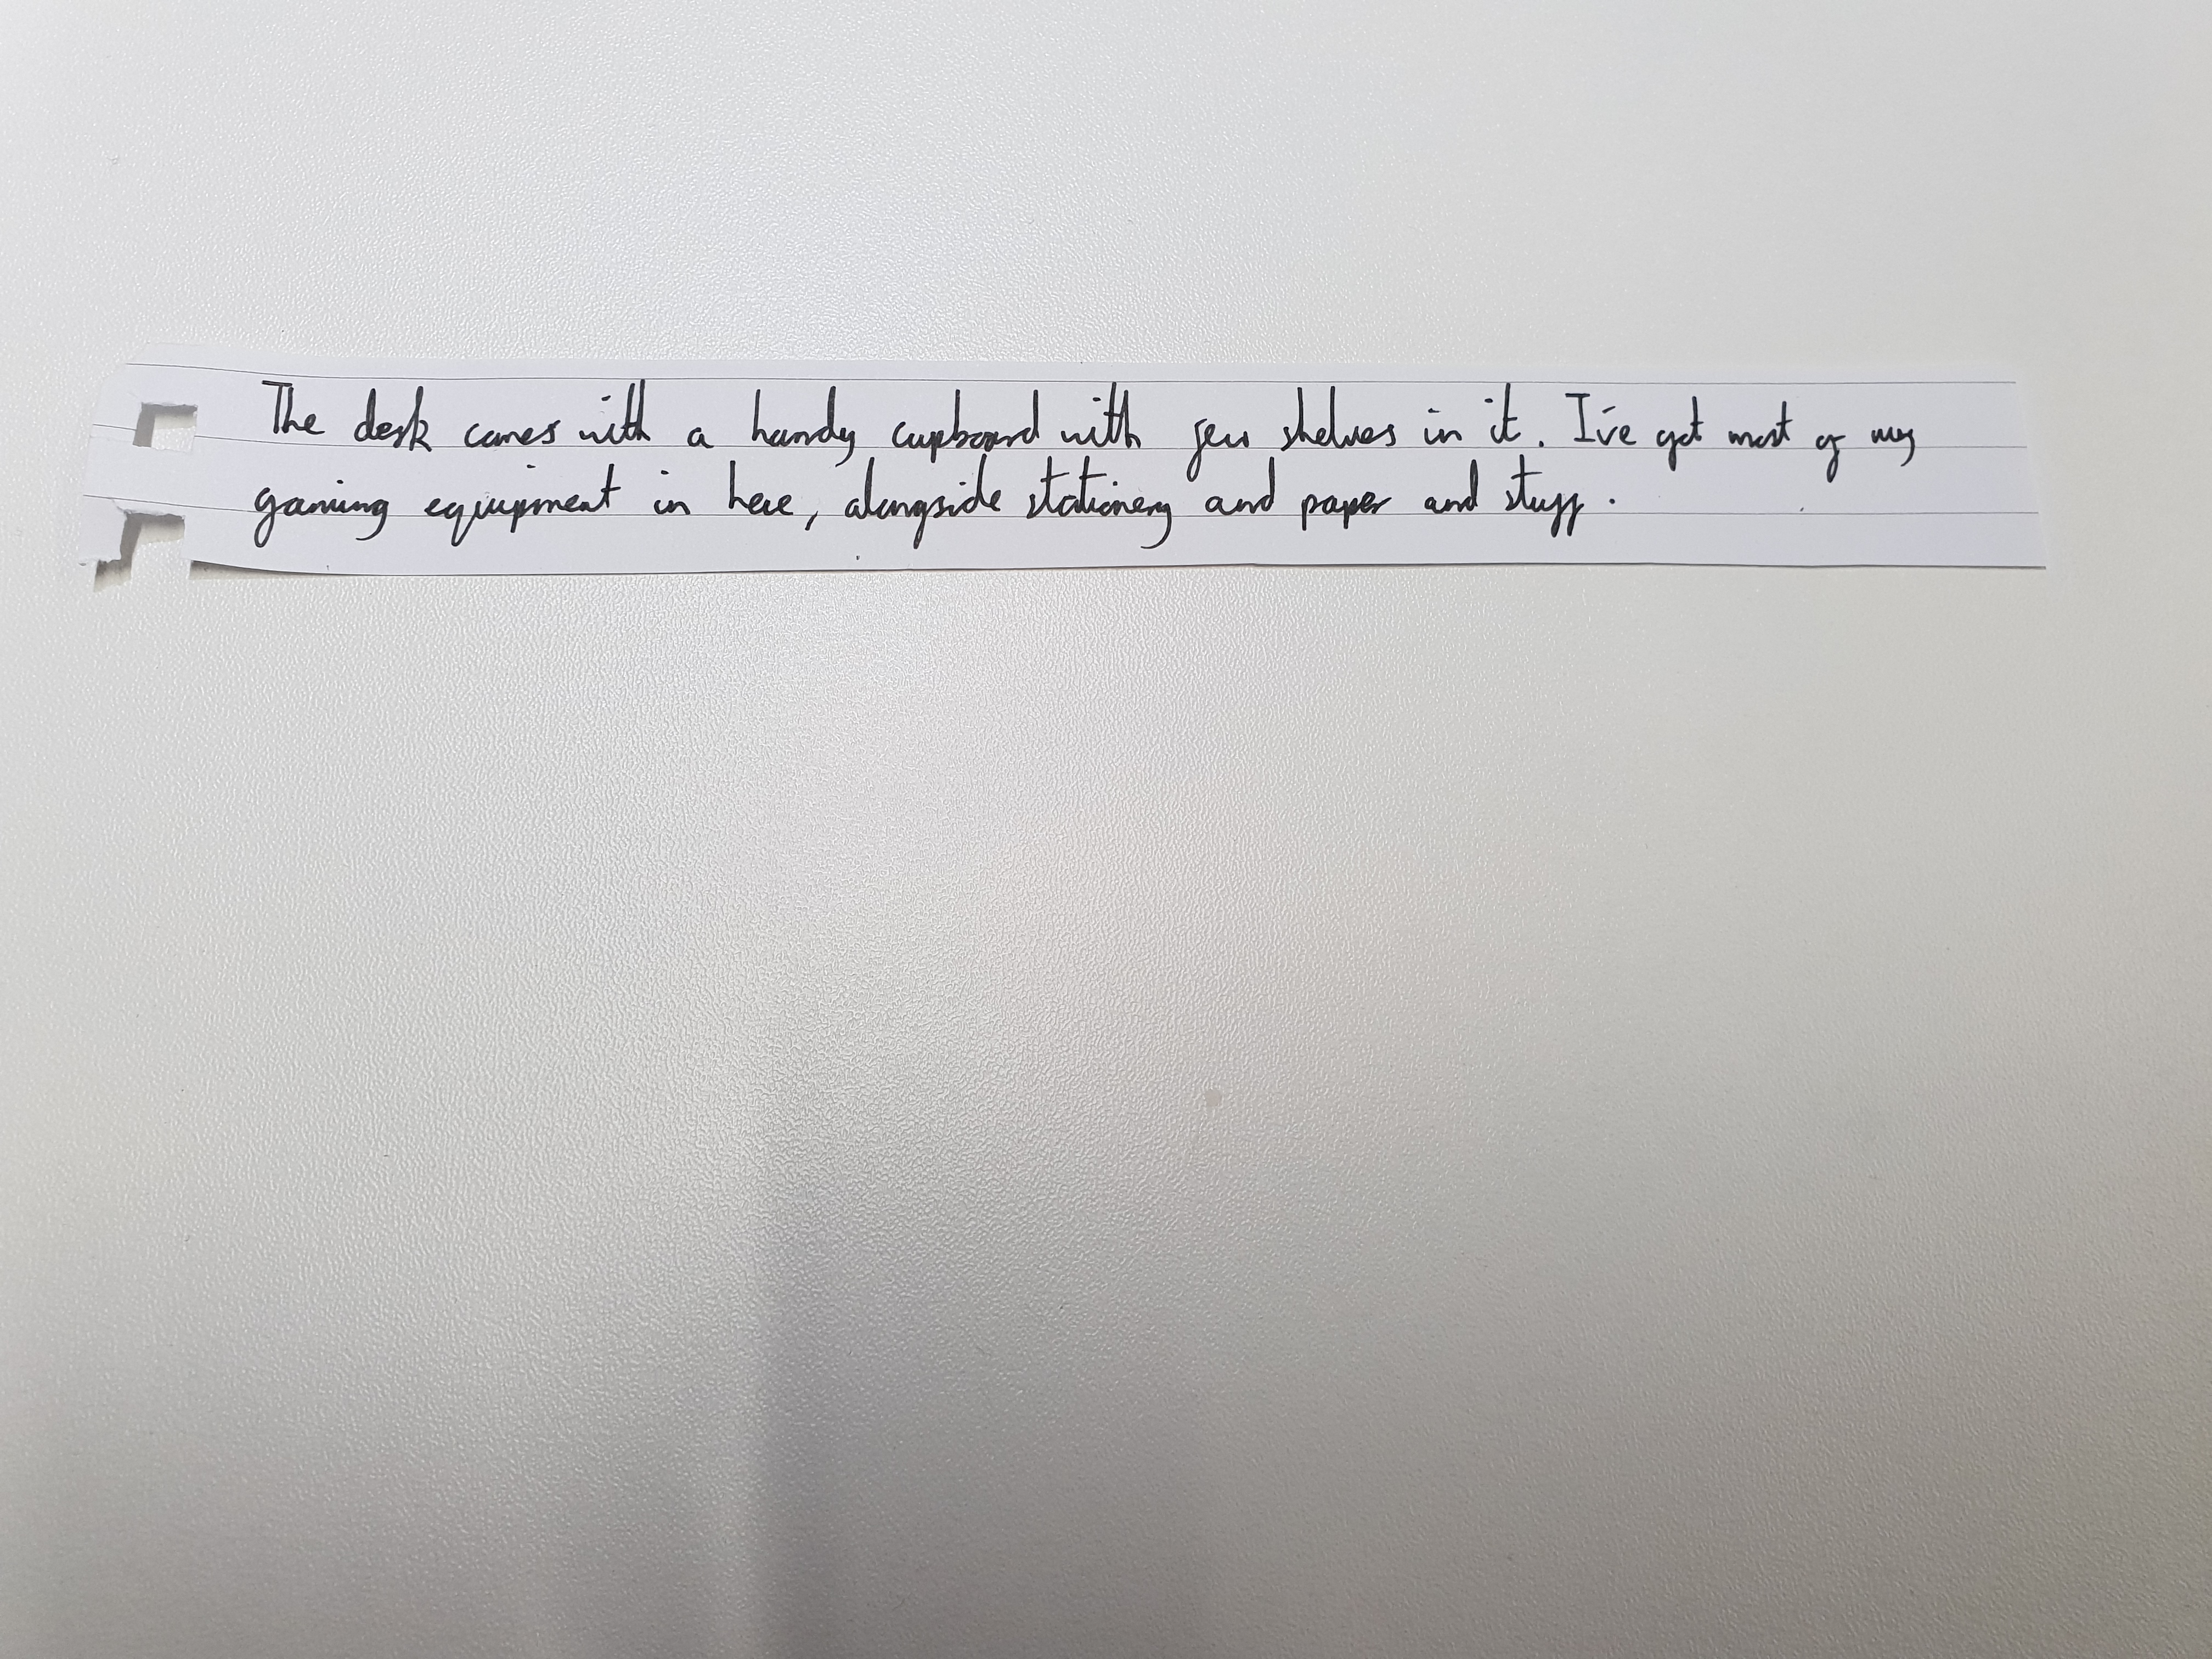 The desk comes with a handy cupboard with few shelves in it. I've got most of my
gaming equipment in here, alongside stationery and paper and stuff.